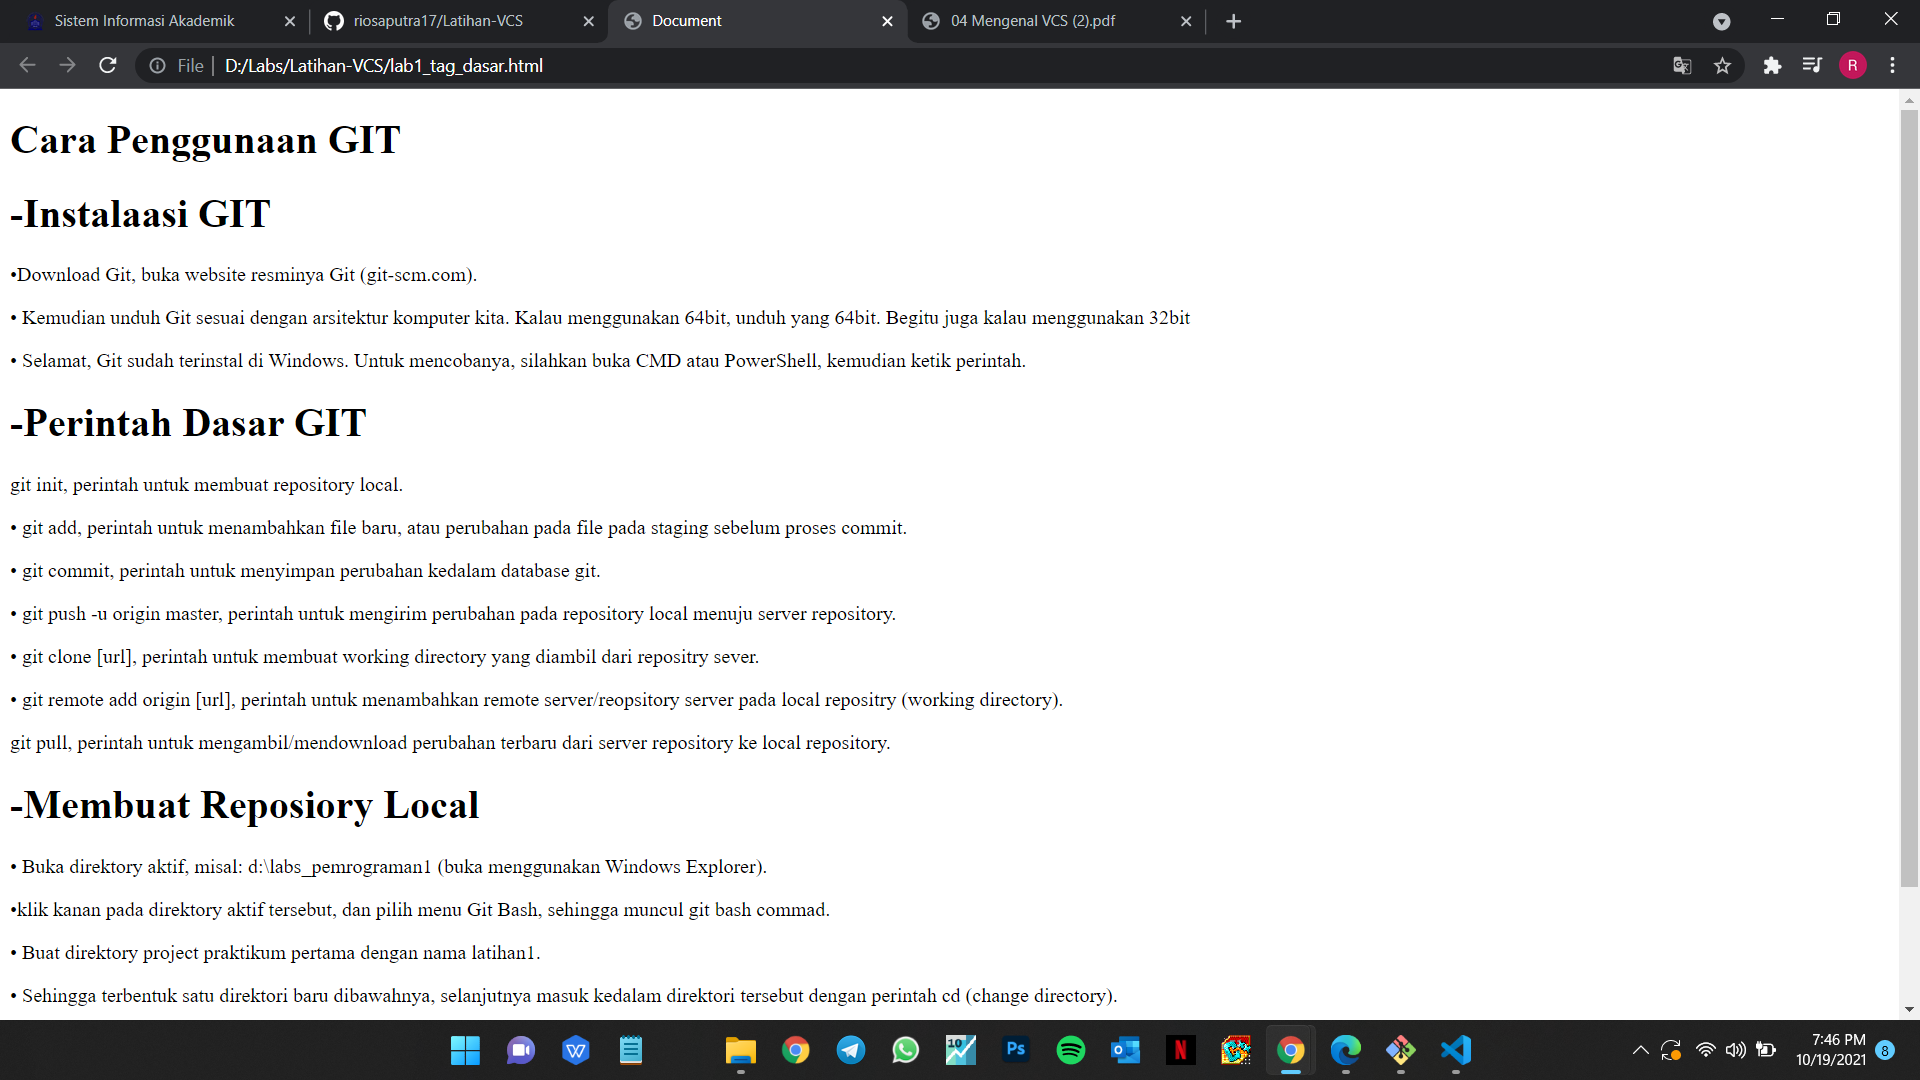 Sistem Informasi Akademik
riosaputra17/Latihan-VCS
Document
04 Mengenal VCS (2).pdf
File | D:/Labs/Latihan-VCS/lab1_tag_dasar.html
R
Cara Penggunaan GIT
-Instalaasi GIT
•Download Git, buka website resminya Git (git-scm.com).
• Kemudian unduh Git sesuai dengan arsitektur komputer kita. Kalau menggunakan 64bit, unduh yang 64bit. Begitu juga kalau menggunakan 32bit
• Selamat, Git sudah terinstal di Windows. Untuk mencobanya, silahkan buka CMD atau PowerShell, kemudian ketik perintah.
-Perintah Dasar GIT
git init, perintah untuk membuat repository local.
• git add, perintah untuk menambahkan file baru, atau perubahan pada file pada staging sebelum proses commit.
• git commit, perintah untuk menyimpan perubahan kedalam database git.
• git push -u origin master, perintah untuk mengirim perubahan pada repository local menuju server repository.
• git clone [url], perintah untuk membuat working directory yang diambil dari repositry sever.
• git remote add origin [url], perintah untuk menambahkan remote server/reopsitory server pada local repositry (working directory).
git pull, perintah untuk mengambil/mendownload perubahan terbaru dari server repository ke local repository.
-Membuat Reposiory Local
• Buka direktory aktif, misal: d:\labs_pemrograman1 (buka menggunakan Windows Explorer).
•klik kanan pada direktory aktif tersebut, dan pilih menu Git Bash, sehingga muncul git bash commad.
• Buat direktory project praktikum pertama dengan nama latihan1.
• Sehingga terbentuk satu direktori baru dibawahnya, selanjutnya masuk kedalam direktori tersebut dengan perintah cd (change directory).
W
10
Ps
N
7:46 PM
10/19/2021
8